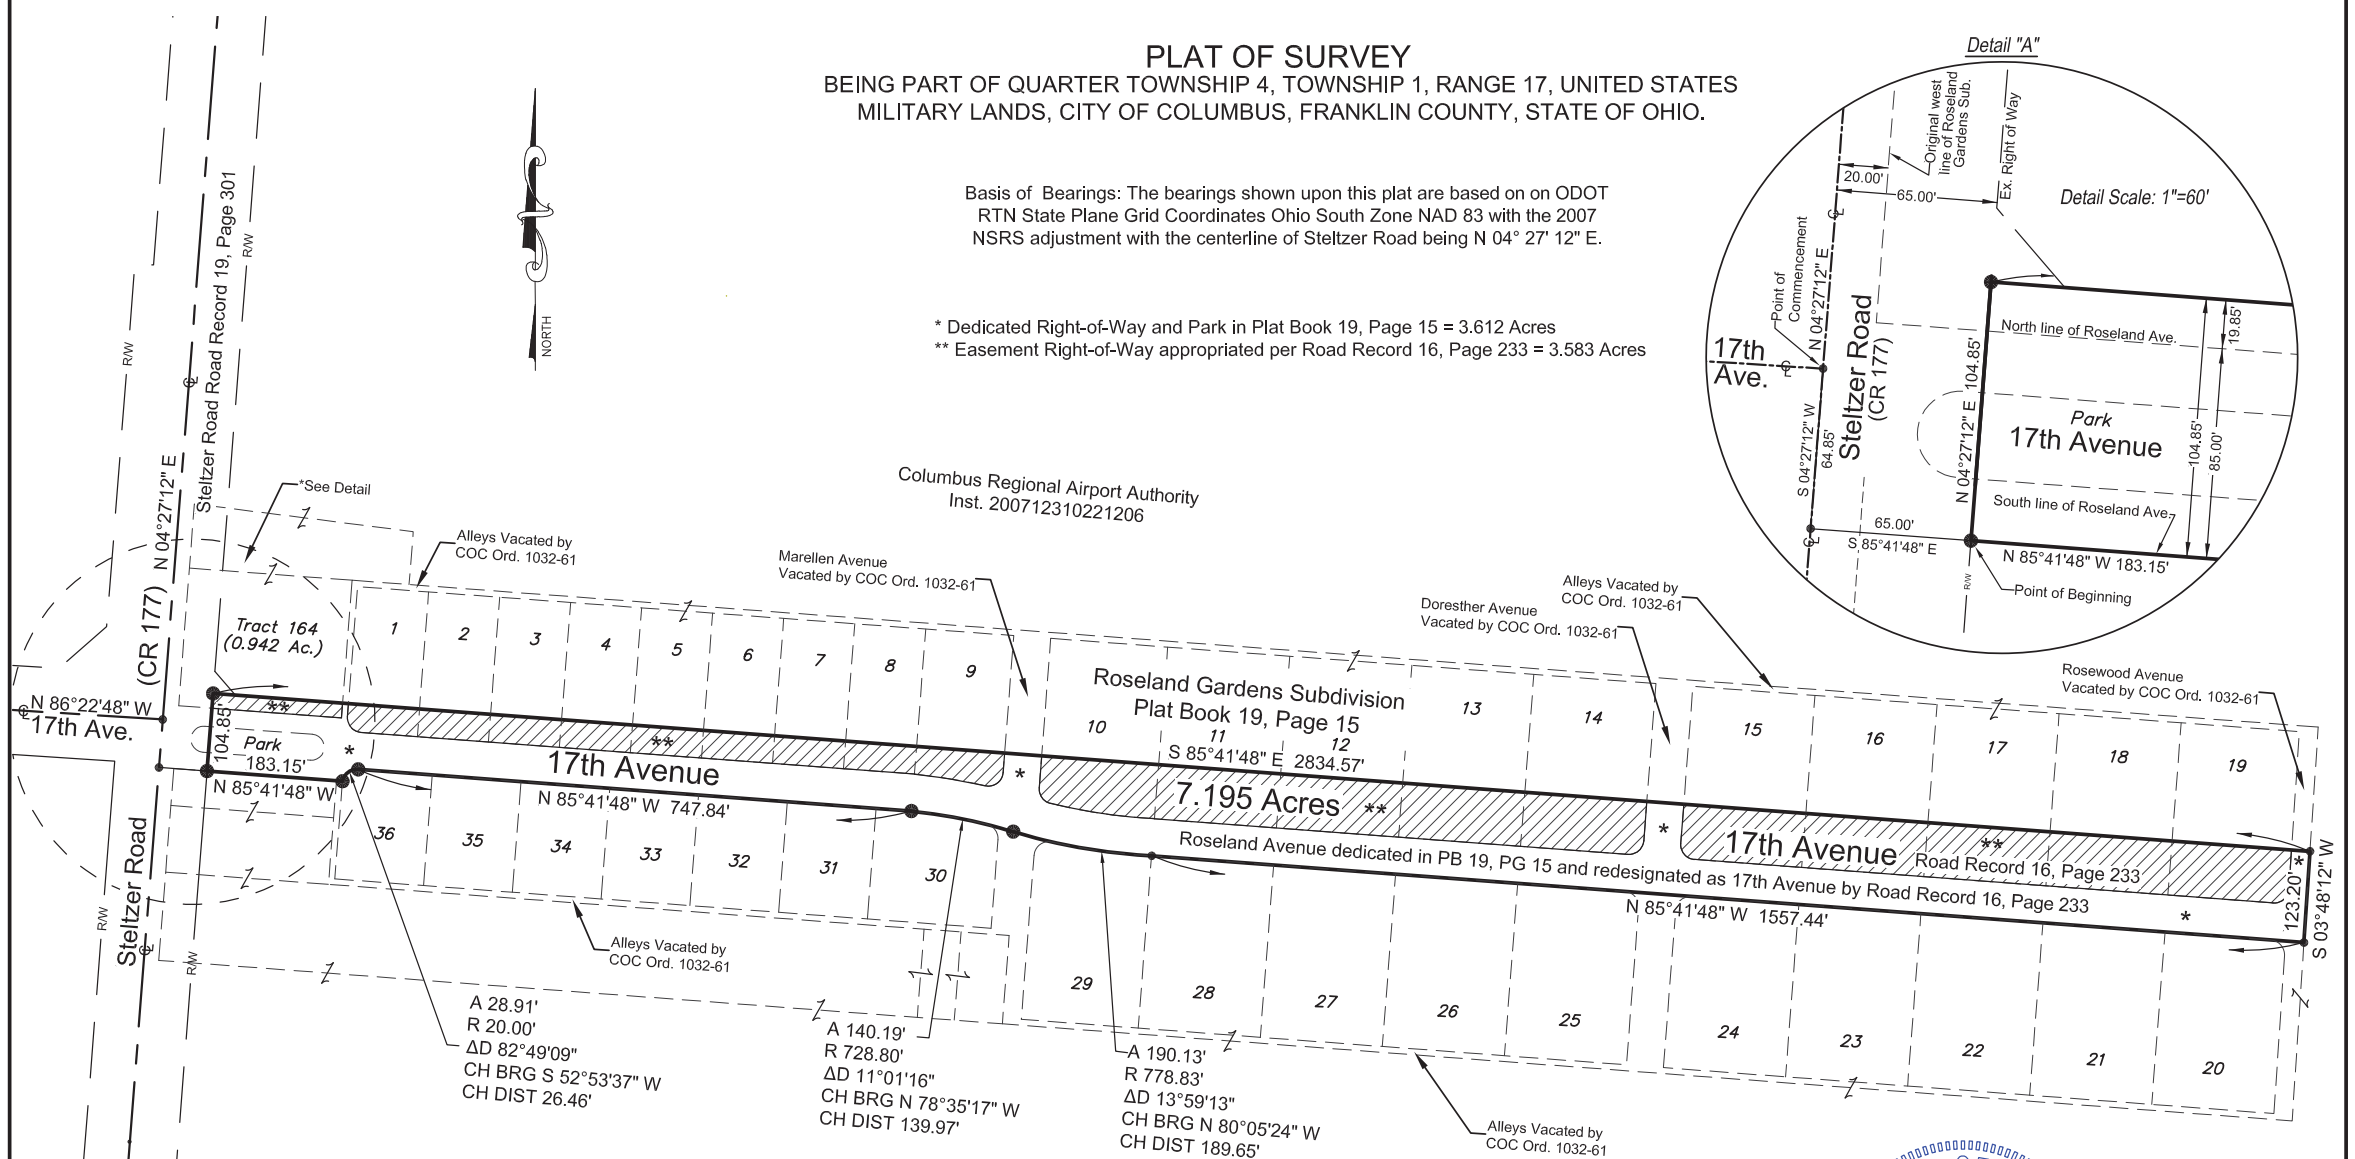 PLAT OF SURVEY
BEING PART OF QUARTER TOWNSHIP 4, TOWNSHIP 1, RANGE 17, UNITED STATES
MILITARY LANDS, CITY OF COLUMBUS, FRANKLIN COUNTY, STATE OF OHIO.
Basis of Bearings: The bearings shown upon this plat are based on on ODOT
RTN State Plane Grid Coordinates Ohio South Zone NAD 83 with the 2007
NSRS adjustment with the centerline of Steltzer Road being N 04° 27' 12" E.
* Dedicated Right-of-Way and Park in Plat Book 19, Page 15 = 3.612 Acres
** Easement Right-of-Way appropriated per Road Record 16, Page 233 = 3.583 Acres
NORTH
Detail "A"
Original west
line of Roseland
Gardens Sub.
Ex. Right of Way
Detail Scale: 1"=60'
20.00'
65.00'
Point of
Commencement
N 04°27'12" E
17th
Ave.
Steltzer Road
(CR 177)
S 04°27'12" W
64.85'
North line of Roseland Ave.
19.85'
N 04°27'12" E 104.85'
Park
17th Avenue
104.85'
85.00'
South line of Roseland Ave.
65.00'
S 85°41'48" E
N 85°41'48" W 183.15'
R/W
Point of Beginning
R/W
Steltzer Road Road Record 19, Page 301
R/W
N 04°27'12" E
(CR 177)
*See Detail
Alleys Vacated by
COC Ord. 1032-61
Columbus Regional Airport Authority
Inst. 200712310221206
Marellen Avenue
Vacated by COC Ord. 1032-61
Doresther Avenue
Vacated by COC Ord. 1032-61
Alleys Vacated by
COC Ord. 1032-61
Rosewood Avenue
Vacated by COC Ord. 1032-61
Tract 164
(0.942 Ac.)
1
2
3
4
5
6
7
8
9
10
11
12
13
14
15
16
17
18
19
Roseland Gardens Subdivision
Plat Book 19, Page 15
S 85°41'48" E 2834.57'
N 86°22'48" W
17th Ave.
104.85'
**
Park
183.15'
*
N 85°41'48" W
**
17th Avenue
N 85°41'48" W 747.84'
*
7.195 Acres **
*
17th Avenue
**
Road Record 16, Page 233
*
Roseland Avenue dedicated in PB 19, PG 15 and redesignated as 17th Avenue by Road Record 16, Page 233
*
N 85°41'48" W 1557.44'
123.20'
S 03°48'12" W
36
35
34
33
32
31
30
29
28
27
26
25
24
23
22
21
20
Steltzer Road
R/W
R/W
Alleys Vacated by
COC Ord. 1032-61
A 28.91'
R 20.00'
ΔD 82°49'09"
CH BRG S 52°53'37" W
CH DIST 26.46'
A 140.19'
R 728.80'
ΔD 11°01'16"
CH BRG N 78°35'17" W
CH DIST 139.97'
A 190.13'
R 778.83'
ΔD 13°59'13"
CH BRG N 80°05'24" W
CH DIST 189.65'
Alleys Vacated by
COC Ord. 1032-61